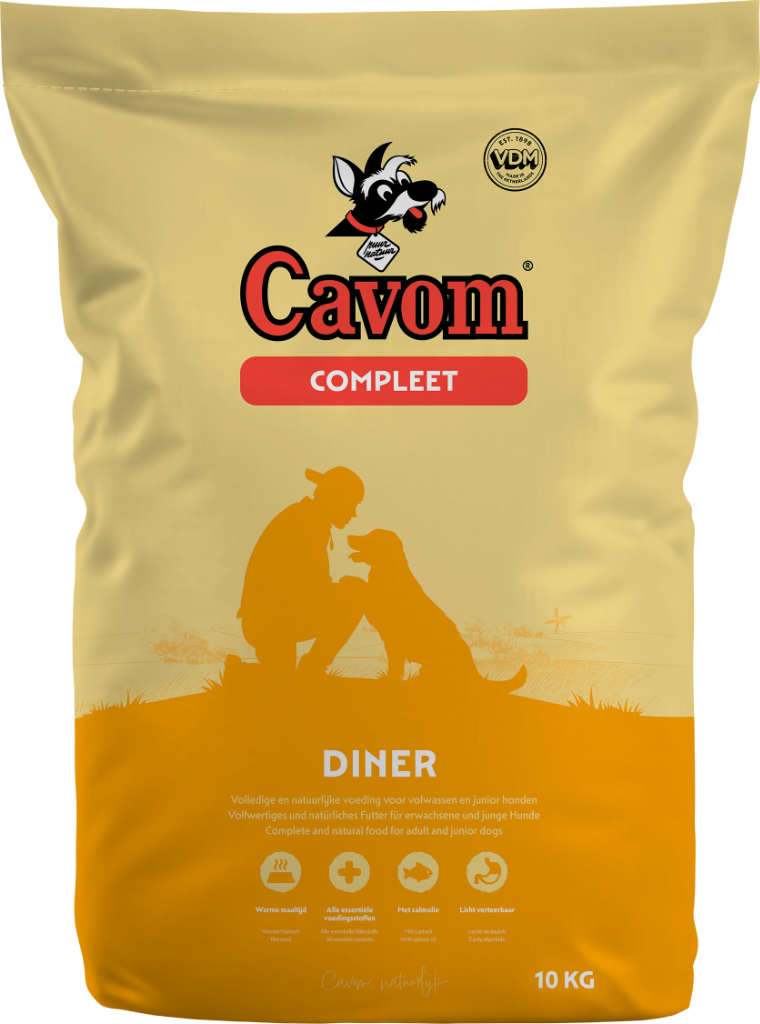 EST. 1898
VDM
MADE IN
THE NETHERLANDS
puur
natuur
Cavom®
COMPLEET
DINER
Volledige en natuurlijke voeding voor volwassen en junior honden
Vollwertiges und natürliches Futter für erwachsene und junge Hunde
Complete and natural food for adult and junior dogs
Warme maaltijd
Alle essentiële
voedingsstoffen
Met zalmolie
Licht verteerbaar
Warme Mahlzeit
Hot meal
Alle essentielle Nährstoffe
All essential nutrients
Mit Lachsöl
With salmon oil
Leicht verdaulich
Easily digestible
Cavom, natuurlijk
10 KG